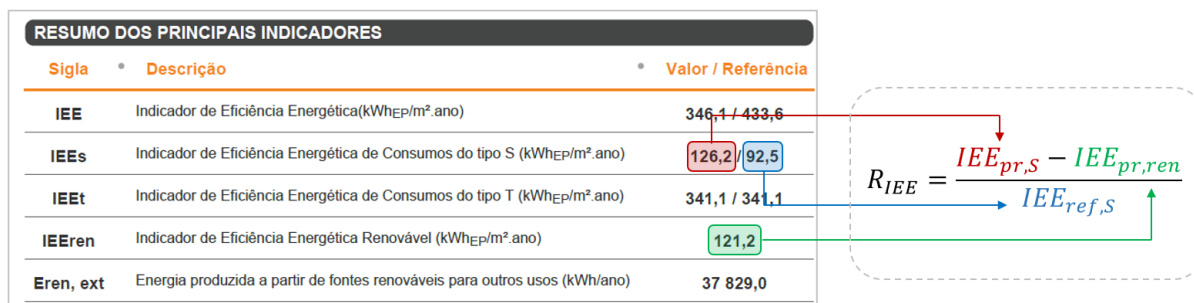 RESUMO DOS PRINCIPAIS INDICADORES
Sigla • Descrição • Valor / Referência
IEE Indicador de Eficiência Energética(kWhEP/m².ano) 346,1 / 433,6
IEEs Indicador de Eficiência Energética de Consumos do tipo S (kWhEP/m².ano) 126,2 / 92,5
IEEt Indicador de Eficiência Energética de Consumos do tipo T (kWhEP/m².ano) 341,1 / 341,1
IEEren Indicador de Eficiência Energética Renovável (kWhEP/m².ano) 121,2
Eren, ext Energia produzida a partir de fontes renováveis para outros usos (kWh/ano) 37 829,0
R_IEE = (IEE_pr,S − IEE_pr,ren) / IEE_ref,S